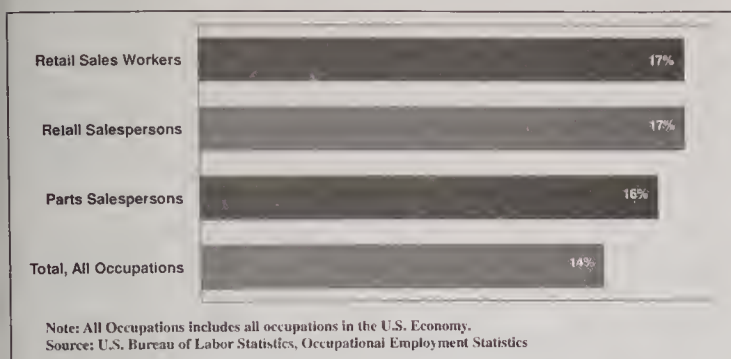 Retail Sales Workers
17%
Retail Salespersons
17%
Parts Salespersons
16%
Total, All Occupations
14%
Note: All Occupations includes all occupations in the U.S. Economy.
Source: U.S. Bureau of Labor Statistics, Occupational Employment Statistics